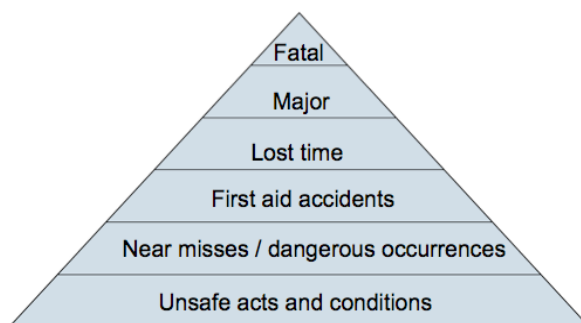 Fatal
Major
Lost time
First aid accidents
Near misses / dangerous occurrences
Unsafe acts and conditions